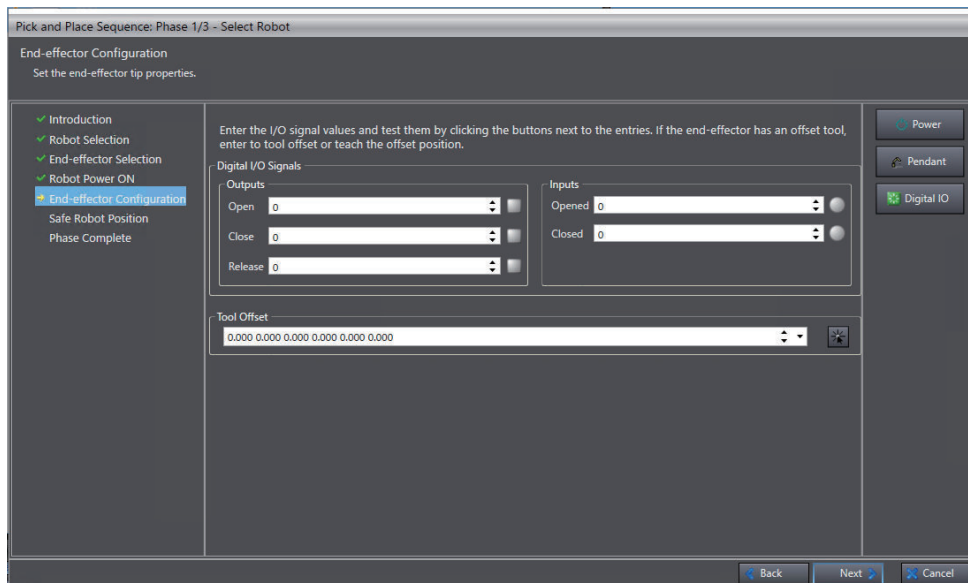 Pick and Place Sequence: Phase 1/3 - Select Robot
End-effector Configuration
Set the end-effector tip properties.
Introduction
Robot Selection
End-effector Selection
Robot Power ON
End-effector Configuration
Safe Robot Position
Phase Complete
Enter the I/O signal values and test them by clicking the buttons next to the entries. If the end-effector has an offset tool,
enter to tool offset or teach the offset position.
Digital I/O Signals
Outputs
Open 0
Close 0
Release 0
Inputs
Opened 0
Closed 0
Tool Offset
0.000 0.000 0.000 0.000 0.000 0.000
Power
Pendant
Digital IO
Back Next Cancel